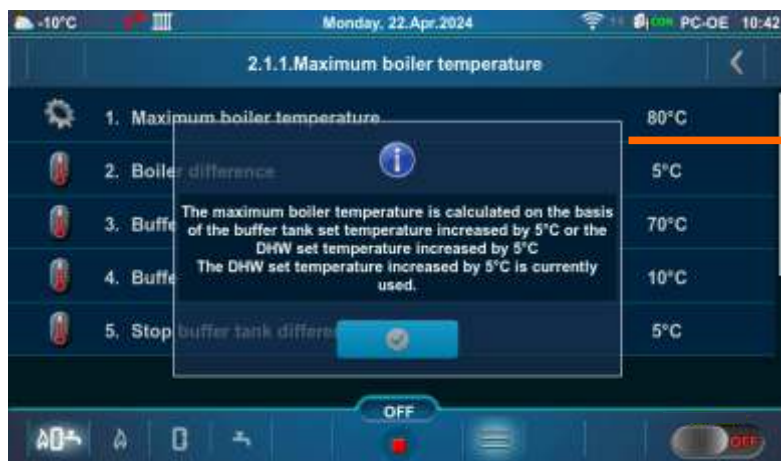 -10°C Monday, 22.Apr.2024 PC-OE 10:42
2.1.1.Maximum boiler temperature
1. Maximum boiler temperature 80°C
2. Boiler difference 5°C
3. Buffe 70°C
4. Buffe 10°C
5. Stop buffer tank differe 5°C
The maximum boiler temperature is calculated on the basis
of the buffer tank set temperature increased by 5°C or the
DHW set temperature increased by 5°C
The DHW set temperature increased by 5°C is currently
used.
OFF
OFF